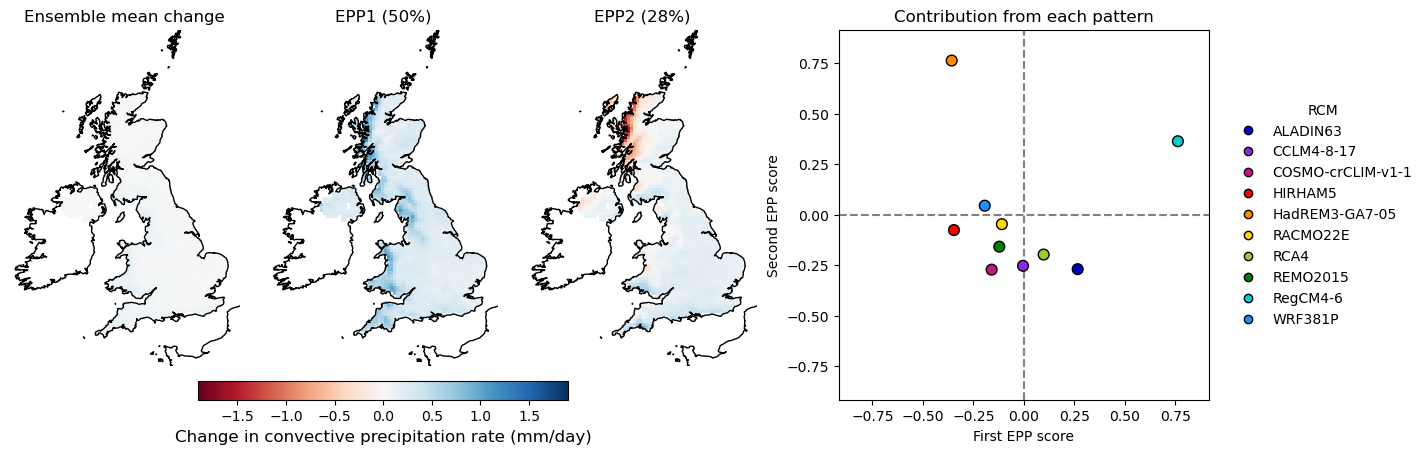 Ensemble mean change
EPP1 (50%)
EPP2 (28%)
−1.5 −1.0 −0.5 0.0 0.5 1.0 1.5
Change in convective precipitation rate (mm/day)
Contribution from each pattern
Second EPP score
0.75
0.50
0.25
0.00
−0.25
−0.50
−0.75
−0.75 −0.50 −0.25 0.00 0.25 0.50 0.75
First EPP score
RCM
ALADIN63
CCLM4-8-17
COSMO-crCLIM-v1-1
HIRHAM5
HadREM3-GA7-05
RACMO22E
RCA4
REMO2015
RegCM4-6
WRF381P